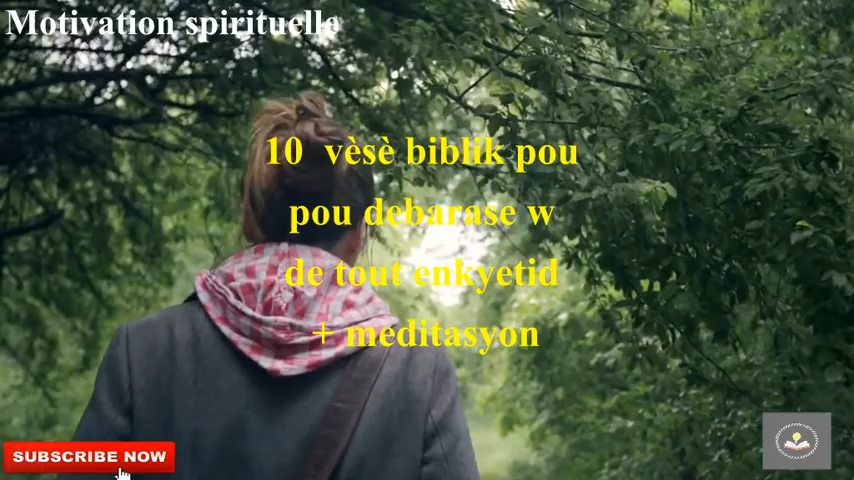 Motivation spirituelle
10 vèsè biblik pou
pou debarase w
de tout enkyetid
+ meditasyon
SUBSCRIBE NOW